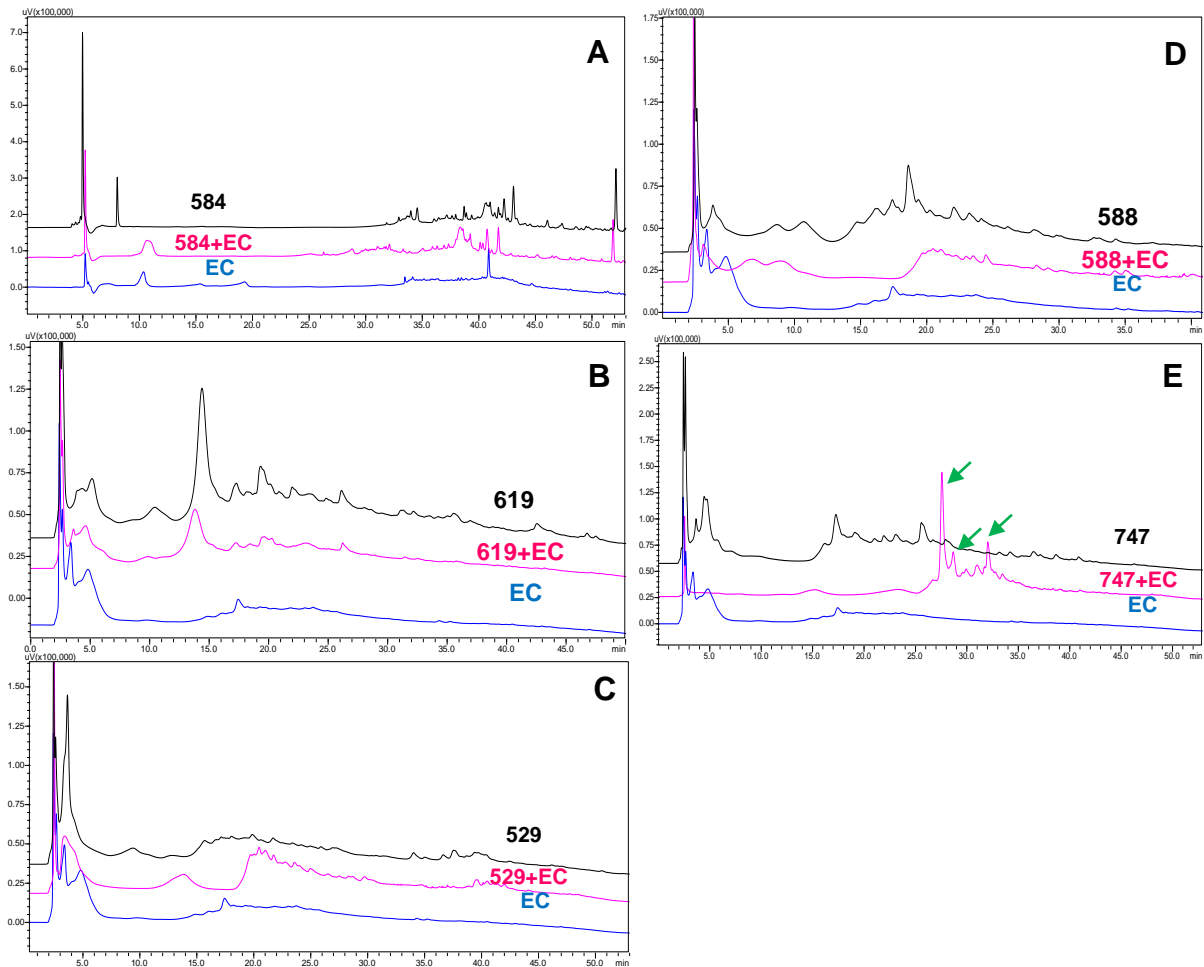 uV(x100,000)
A
7.0
6.0
5.0
4.0
3.0
2.0
1.0
0.0
584
584+EC
EC
5.0 10.0 15.0 20.0 25.0 30.0 35.0 40.0 45.0 50.0 min
uV(x100,000)
B
1.50
1.25
1.00
0.75
0.50
0.25
0.00
619
619+EC
EC
0.0 5.0 10.0 15.0 20.0 25.0 30.0 35.0 40.0 45.0 min
uV(x100,000)
C
1.50
1.25
1.00
0.75
0.50
0.25
0.00
529
529+EC
EC
5.0 10.0 15.0 20.0 25.0 30.0 35.0 40.0 45.0 50.0 min
uV(x100,000)
D
1.75
1.50
1.25
1.00
0.75
0.50
0.25
0.00
588
588+EC
EC
5.0 10.0 15.0 20.0 25.0 30.0 35.0 min
uV(x100,000)
E
2.50
2.25
2.00
1.75
1.50
1.25
1.00
0.75
0.50
0.25
0.00
747
747+EC
EC
5.0 10.0 15.0 20.0 25.0 30.0 35.0 40.0 45.0 50.0 min